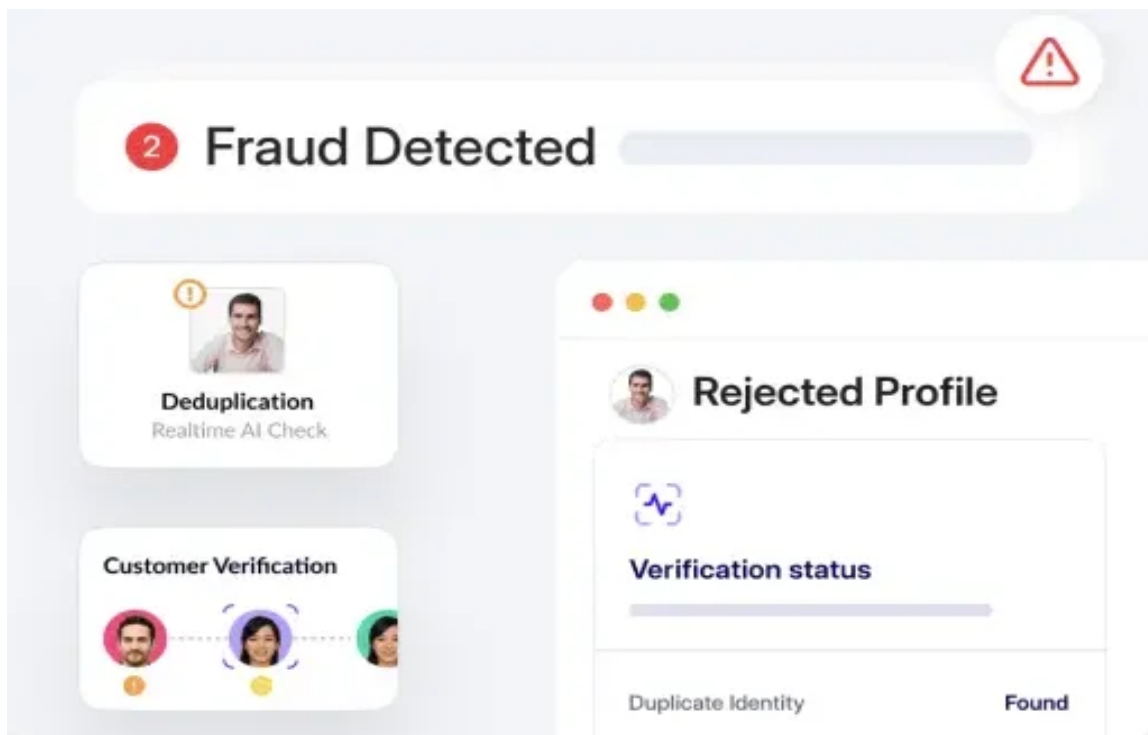 2 Fraud Detected
Deduplication
Realtime AI Check
Customer Verification
Rejected Profile
Verification status
Duplicate Identity Found